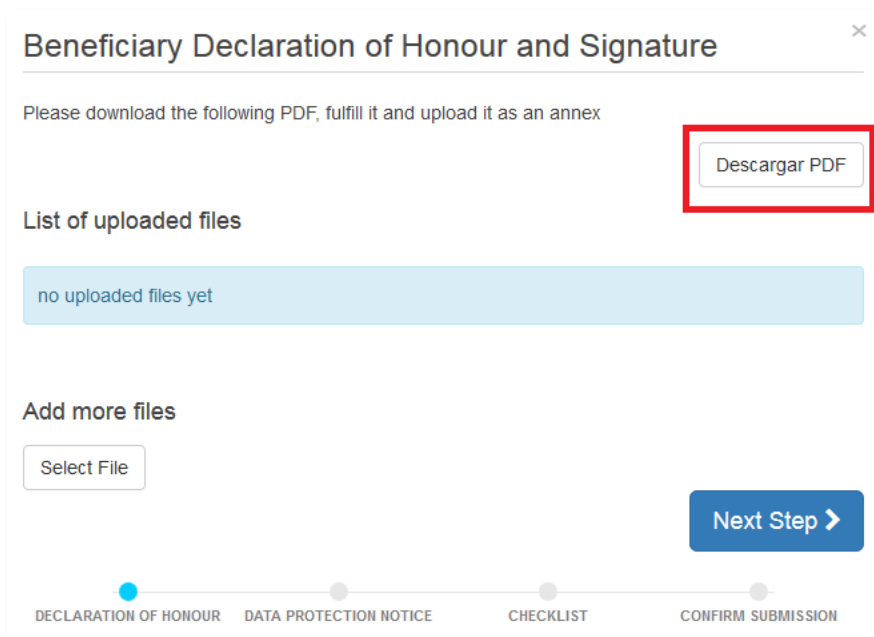 Beneficiary Declaration of Honour and Signature
×
Please download the following PDF, fulfill it and upload it as an annex
Descargar PDF
List of uploaded files
no uploaded files yet
Add more files
Select File
Next Step
DECLARATION OF HONOUR DATA PROTECTION NOTICE CHECKLIST CONFIRM SUBMISSION